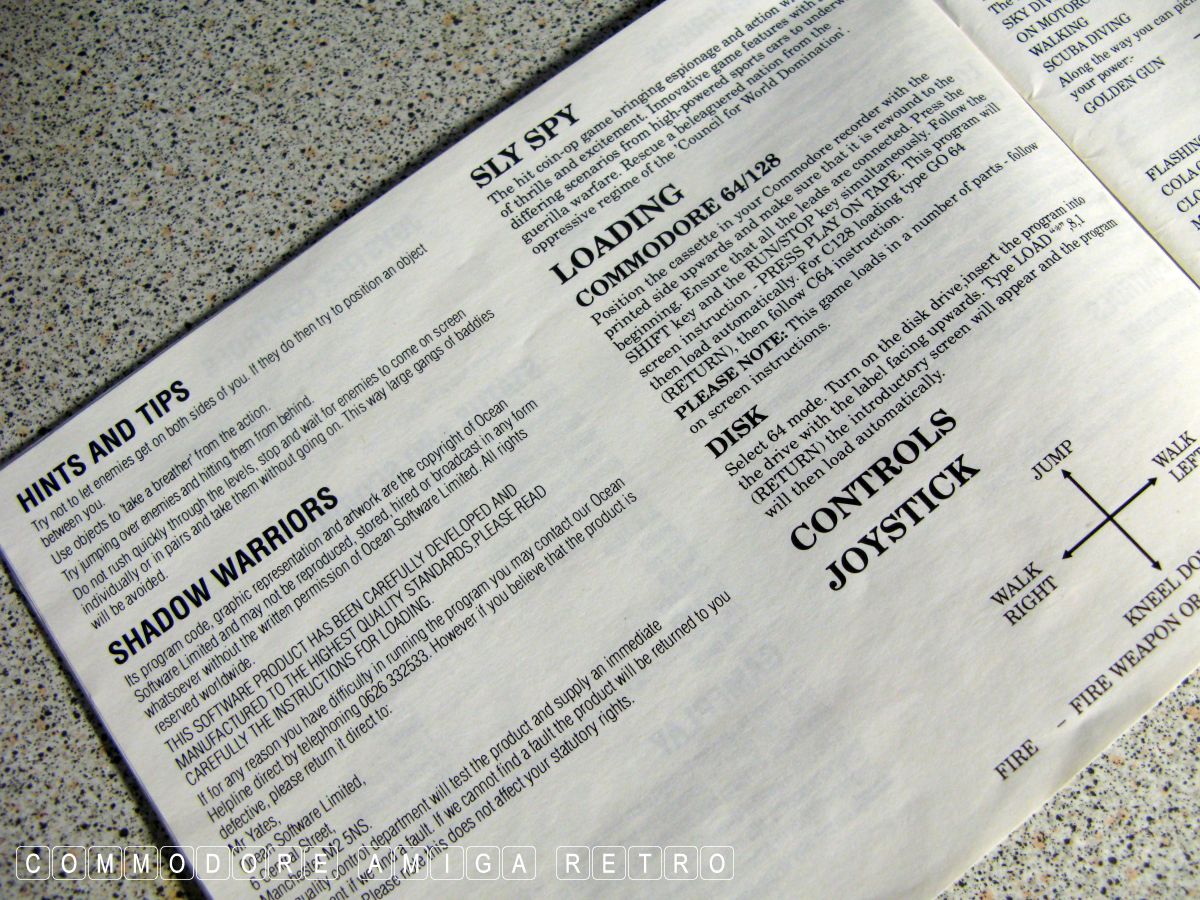 HINTS AND TIPS
Try not to let enemies get on both sides of you. If they do then try to position an object
between you.
Use objects to 'take a breather' from the action.
Try jumping over enemies and hitting them from behind.
Do not rush quickly through the levels, stop and wait for enemies to come on screen
individually or in pairs and take them without going on. This way large gangs of baddies
will be avoided.
SHADOW WARRIORS
Its program code, graphic representation and artwork are the copyright of Ocean
Software Limited and may not be reproduced, stored, hired or broadcast in any form
whatsoever without the written permission of Ocean Software Limited. All rights
reserved worldwide.
THIS SOFTWARE PRODUCT HAS BEEN CAREFULLY DEVELOPED AND
MANUFACTURED TO THE HIGHEST QUALITY STANDARDS. PLEASE READ
CAREFULLY THE INSTRUCTIONS FOR LOADING.
If for any reason you have difficulty in running the program you may contact our Ocean
Helpline direct by telephoning 0626 332533. However if you believe that the product is
defective, please return it direct to:
Mr Yates,
Ocean Software Limited,
6 Central Street,
Manchester M2 5NS.
quality control department will test the product and supply an immediate
if we find a fault. If we cannot find a fault the product will be returned to you
Please note this does not affect your statutory rights.
SLY SPY
The hit coin-op game bringing espionage and action
of thrills and excitement. Innovative game features with
differing scenarios from high-powered sports cars to
guerilla warfare. Rescue a beleaguered nation from the
oppressive regime of the 'Council for World Domination'.
LOADING
COMMODORE 64/128
Position the cassette in your Commodore recorder with the
printed side upwards and make sure that it is rewound to the
beginning. Ensure that all the leads are connected. Press the
SHIFT key and the RUN/STOP key simultaneously. Follow the
screen instruction - PRESS PLAY ON TAPE. This program will
then load automatically. For C128 loading type GO 64
(RETURN), then follow C64 instruction.
PLEASE NOTE: This game loads in a number of parts - follow
on screen instructions.
DISK
Select 64 mode. Turn on the disk drive, insert the program into
the drive with the label facing upwards. Type LOAD"*",8,1
(RETURN) the introductory screen will appear and the program
will then load automatically.
CONTROLS
JOYSTICK
JUMP
WALK
LEFT
WALK
RIGHT
KNEEL
FIRE – FIRE WEAPON OR
The
SKY
ON
WALKING
SCUBA DIVING
Along the way you can pick
your power:-
GOLDEN GUN
COMMODORE AMIGA RETRO